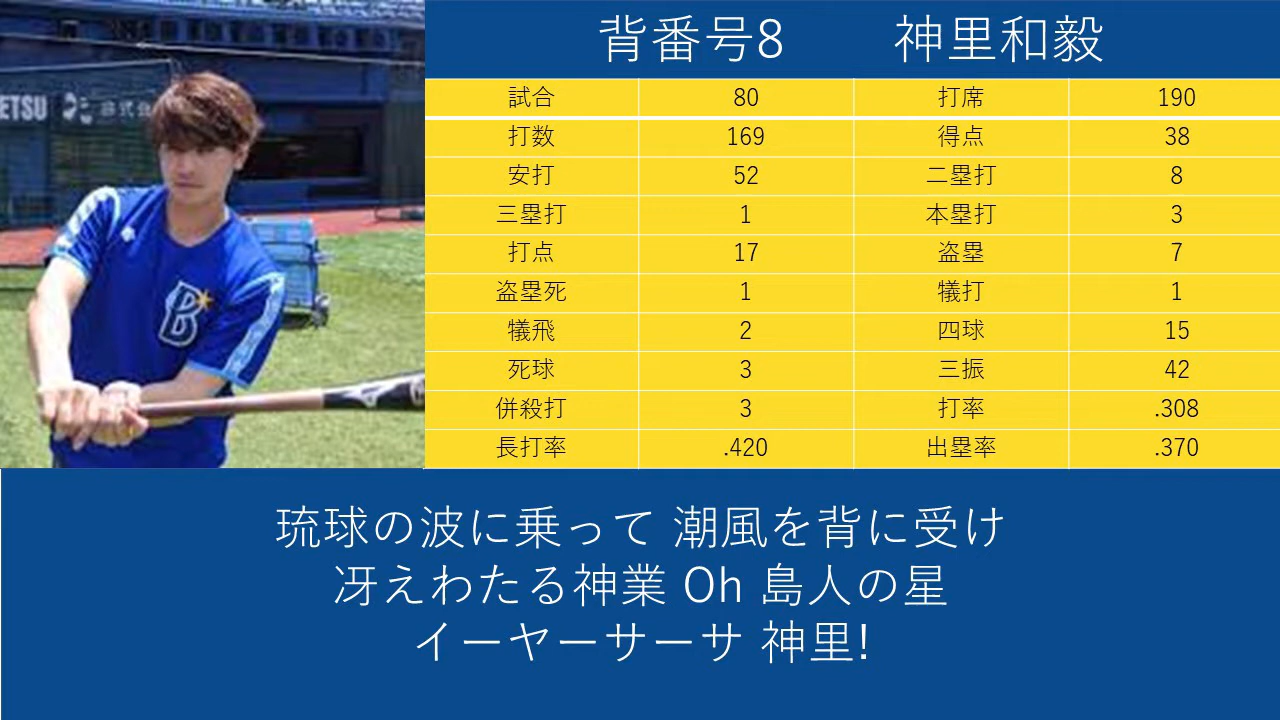 背番号8 神里和毅
試合 80 打席 190
打数 169 得点 38
安打 52 二塁打 8
三塁打 1 本塁打 3
打点 17 盗塁 7
盗塁死 1 犠打 1
犠飛 2 四球 15
死球 3 三振 42
併殺打 3 打率 .308
長打率 .420 出塁率 .370
ETSU 株式会
B
琉球の波に乗って 潮風を背に受け
冴えわたる神業 Oh 島人の星
イーヤーサーサ 神里!